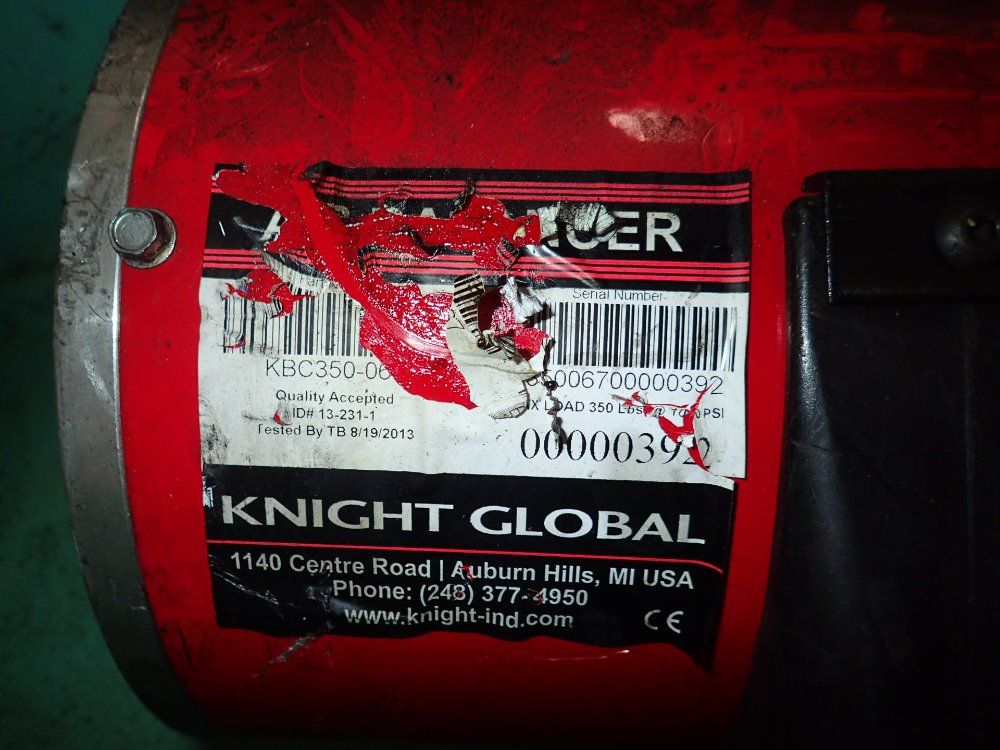 Serial Number
KBC350-06
006700000392
Quality Accepted
ID# 13-231-1
LOAD 350 Lbs. @ 100PSI
Tested By TB 8/19/2013
00000392
KNIGHT GLOBAL
1140 Centre Road | Auburn Hills, MI USA
Phone: (248) 377-4950
www.knight-ind.com
CE